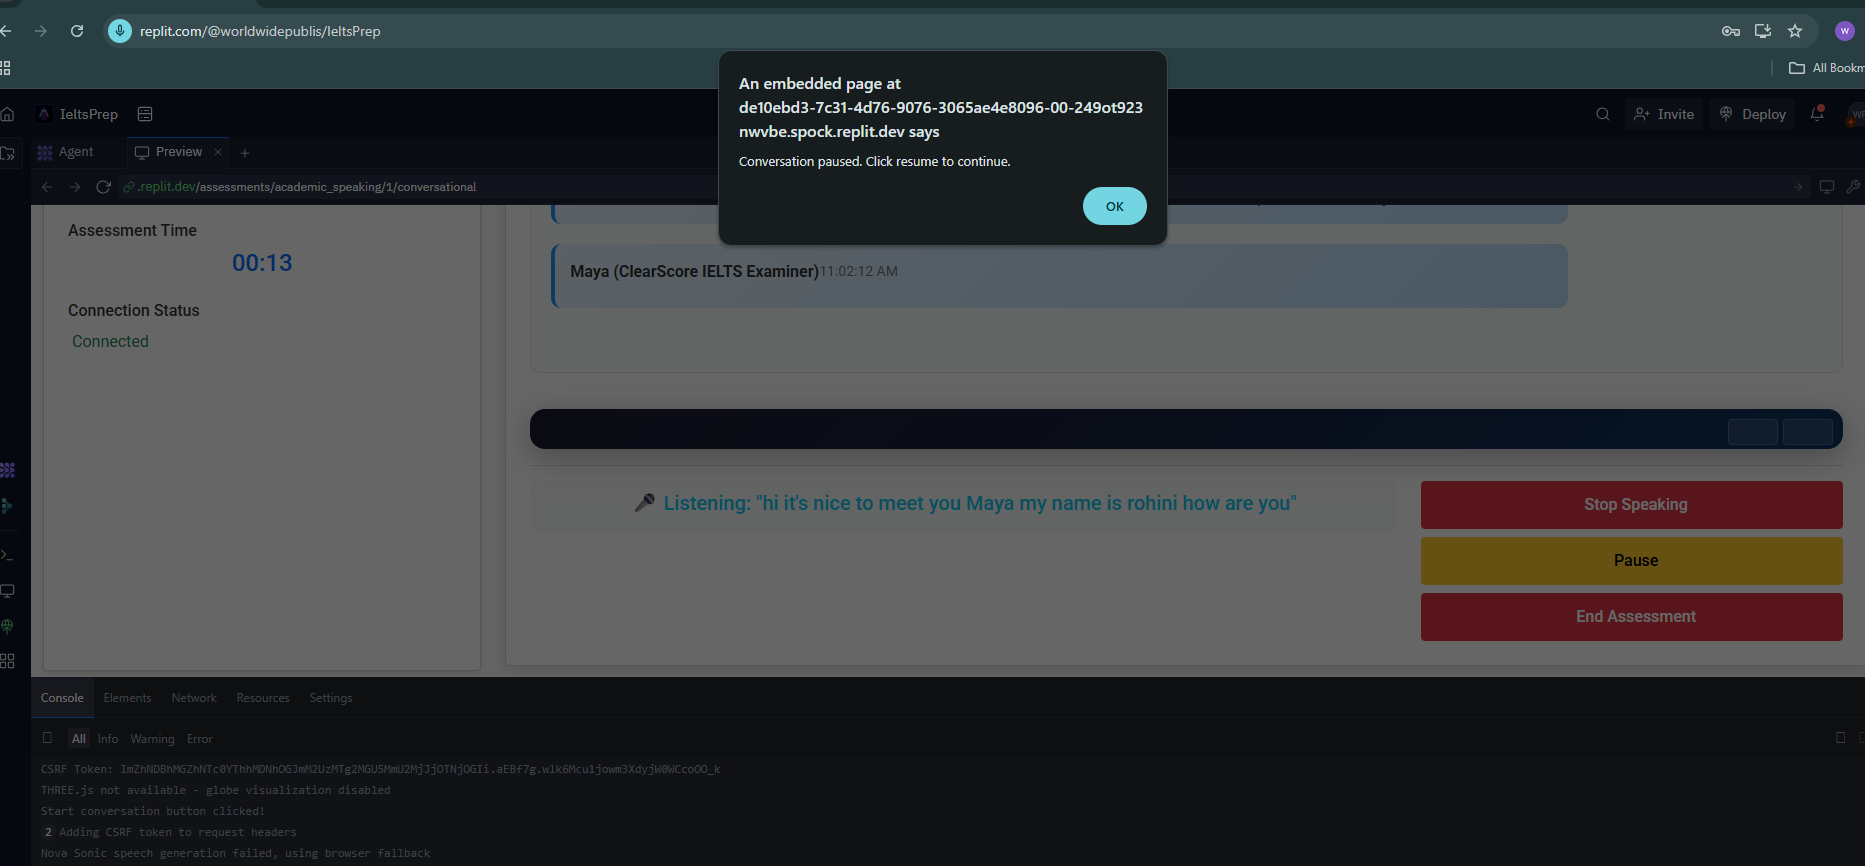 replit.com/@worldwidepublis/IeltsPrep
W
All Bookm
An embedded page at
de10ebd3-7c31-4d76-9076-3065ae4e8096-00-249ot923
nwvbe.spock.replit.dev says
Conversation paused. Click resume to continue.
OK
IeltsPrep
Invite
Deploy
Agent
Preview
.replit.dev/assessments/academic_speaking/1/conversational
Assessment Time
00:13
Connection Status
Connected
Maya (ClearScore IELTS Examiner)11:02:12 AM
Listening: "hi it's nice to meet you Maya my name is rohini how are you"
Stop Speaking
Pause
End Assessment
Console Elements Network Resources Settings
All Info Warning Error
CSRF Token: ImZhNDBhMGZhNTc0YThhMDNhOGJmM2UzMTg2MGU5MmU2MjJjOTNjOGIi.aEBf7g.wlk6Mcu1jowm3XdyjW0WCcoOO_k
THREE.js not available - globe visualization disabled
Start conversation button clicked!
2 Adding CSRF token to request headers
Nova Sonic speech generation failed, using browser fallback